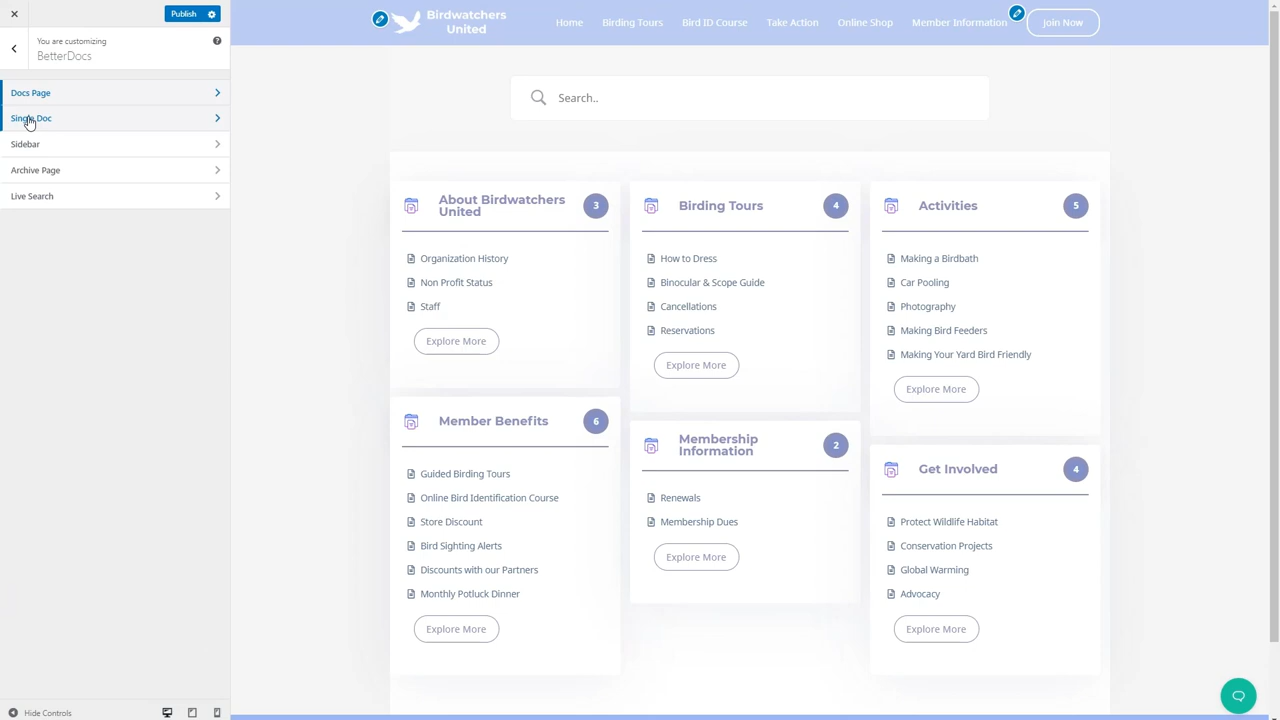 Publish
You are customizing
BetterDocs
Docs Page
Single Doc
Sidebar
Archive Page
Live Search
Hide Controls
Birdwatchers
United
Home
Birding Tours
Bird ID Course
Take Action
Online Shop
Member Information
Join Now
Search..
About Birdwatchers
United
3
Organization History
Non Profit Status
Staff
Explore More
Birding Tours
4
How to Dress
Binocular & Scope Guide
Cancellations
Reservations
Explore More
Activities
5
Making a Birdbath
Car Pooling
Photography
Making Bird Feeders
Making Your Yard Bird Friendly
Explore More
Member Benefits
6
Guided Birding Tours
Online Bird Identification Course
Store Discount
Bird Sighting Alerts
Discounts with our Partners
Monthly Potluck Dinner
Explore More
Membership
Information
2
Renewals
Membership Dues
Explore More
Get Involved
4
Protect Wildlife Habitat
Conservation Projects
Global Warming
Advocacy
Explore More